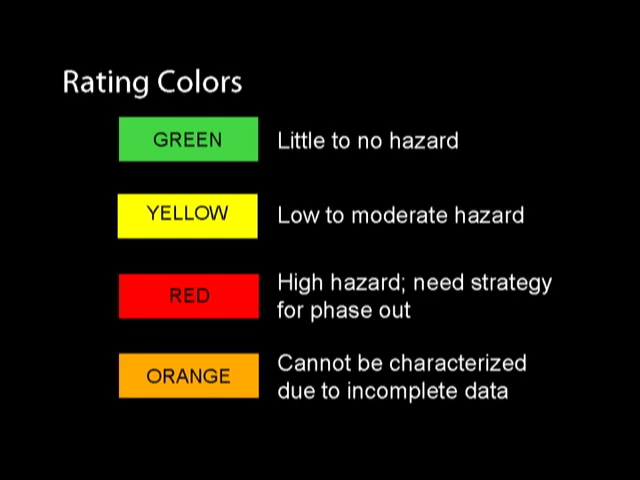 Rating Colors
GREEN
Little to no hazard
YELLOW
Low to moderate hazard
RED
High hazard; need strategy
for phase out
ORANGE
Cannot be characterized
due to incomplete data